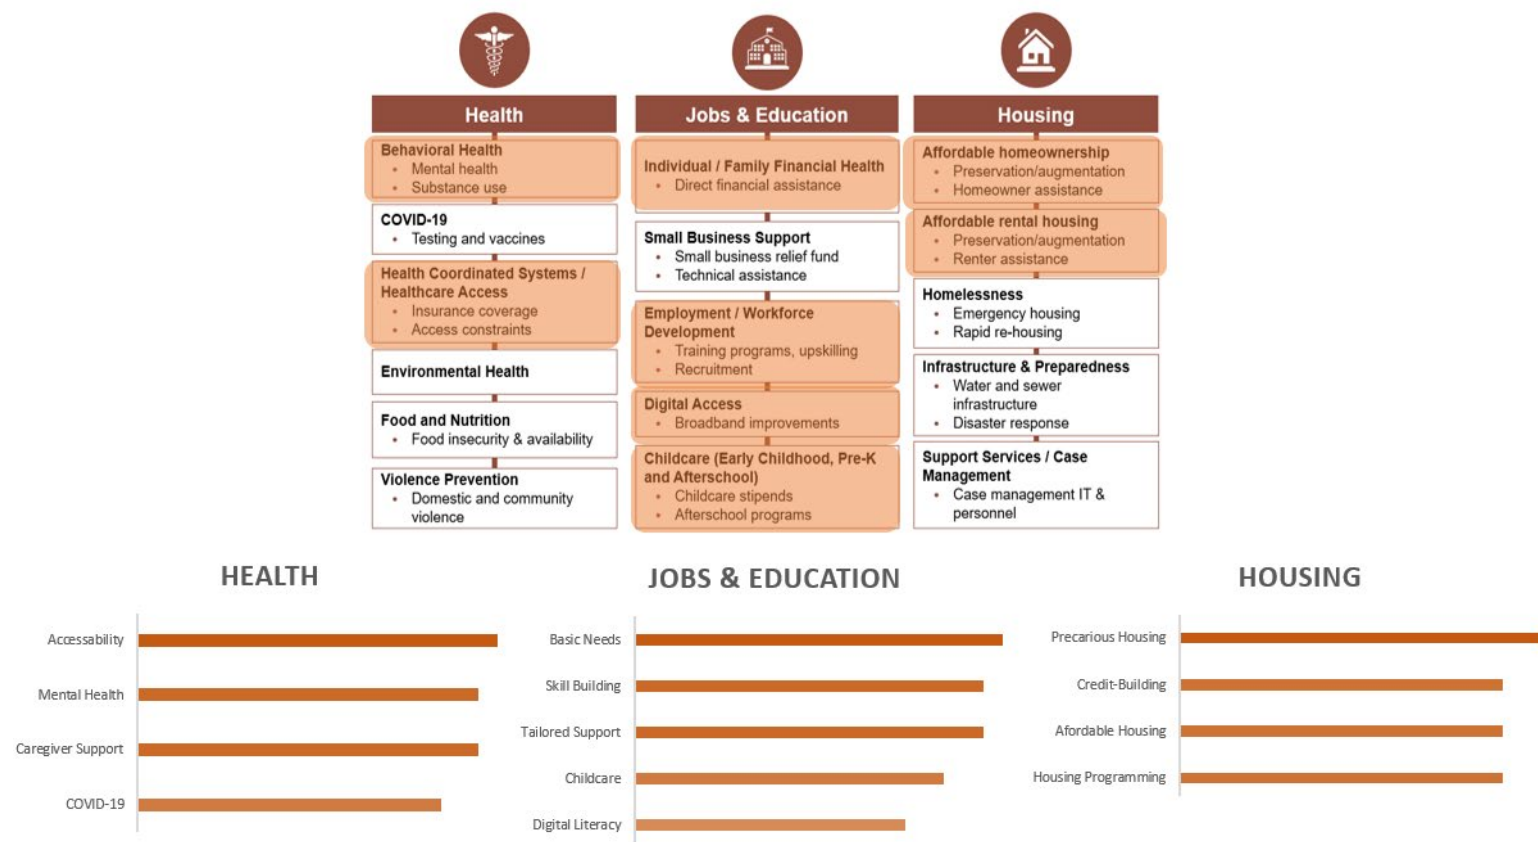 Health
Behavioral Health
• Mental health
• Substance use
COVID-19
• Testing and vaccines
Health Coordinated Systems /
Healthcare Access
• Insurance coverage
• Access constraints
Environmental Health
Food and Nutrition
• Food insecurity & availability
Violence Prevention
• Domestic and community
violence
Jobs & Education
Individual / Family Financial Health
• Direct financial assistance
Small Business Support
• Small business relief fund
• Technical assistance
Employment / Workforce
Development
• Training programs, upskilling
• Recruitment
Digital Access
• Broadband improvements
Childcare (Early Childhood, Pre-K
and Afterschool)
• Childcare stipends
• Afterschool programs
Housing
Affordable homeownership
• Preservation/augmentation
• Homeowner assistance
Affordable rental housing
• Preservation/augmentation
• Renter assistance
Homelessness
• Emergency housing
• Rapid re-housing
Infrastructure & Preparedness
• Water and sewer
infrastructure
• Disaster response
Support Services / Case
Management
• Case management IT &
personnel
HEALTH
Accessability
Mental Health
Caregiver Support
COVID-19
JOBS & EDUCATION
Basic Needs
Skill Building
Tailored Support
Childcare
Digital Literacy
HOUSING
Precarious Housing
Credit-Building
Afordable Housing
Housing Programming